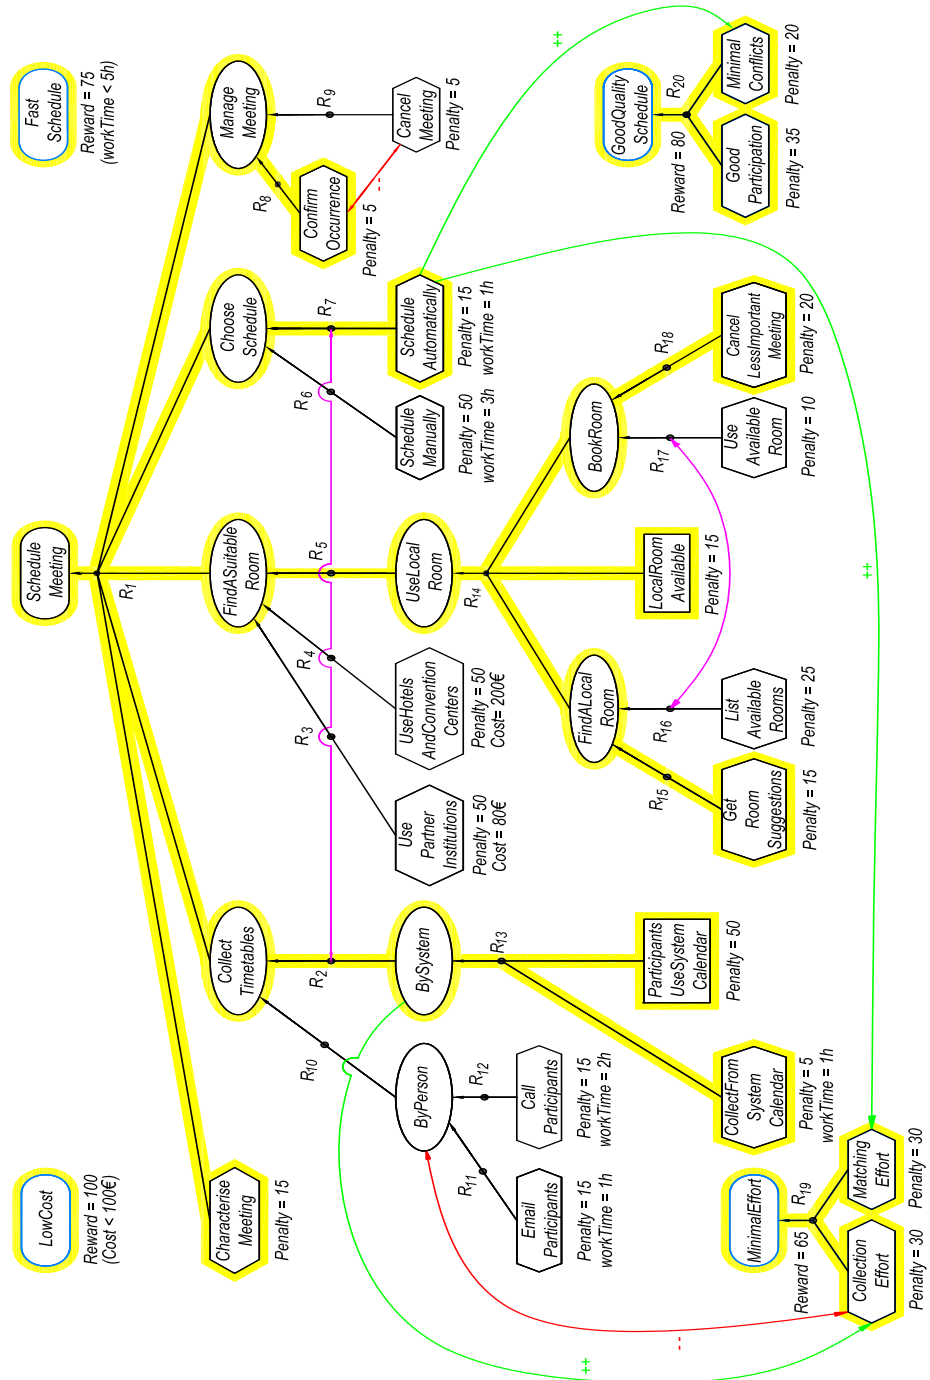 LowCost
Reward = 100
(Cost < 100€)
Schedule
Meeting
Fast
Schedule
Reward = 75
(workTime < 5h)
R1
Characterise
Meeting
Penalty = 15
Collect
Timetables
FindASuitable
Room
Choose
Schedule
Manage
Meeting
R10
R2
R3
R4
R5
R6
R7
R8
R9
Confirm
Occurrence
Penalty = 5
--
Cancel
Meeting
Penalty = 5
ByPerson
BySystem
Use
Partner
Institutions
Penalty = 50
Cost = 80€
UseHotels
AndConvention
Centers
Penalty = 50
Cost= 200€
UseLocal
Room
Schedule
Manually
Penalty = 50
workTime = 3h
Schedule
Automatically
Penalty = 15
workTime = 1h
++
R11
R12
R13
R14
Email
Participants
Penalty = 15
workTime = 1h
Call
Participants
Penalty = 15
workTime = 2h
FindALocal
Room
LocalRoom
Available
Penalty = 15
BookRoom
Participants
UseSystem
Calendar
Penalty = 50
R15
R16
R17
R18
CollectFrom
System
Calendar
Penalty = 5
workTime = 1h
Get
Room
Suggestions
Penalty = 15
List
Available
Rooms
Penalty = 25
Use
Available
Room
Penalty = 10
Cancel
LessImportant
Meeting
Penalty = 20
GoodQuality
Schedule
Reward = 80
R20
Good
Participation
Penalty = 35
Minimal
Conflicts
Penalty = 20
MinimalEffort
Reward = 65
R19
Collection
Effort
Penalty = 30
Matching
Effort
Penalty = 30
++
--
++